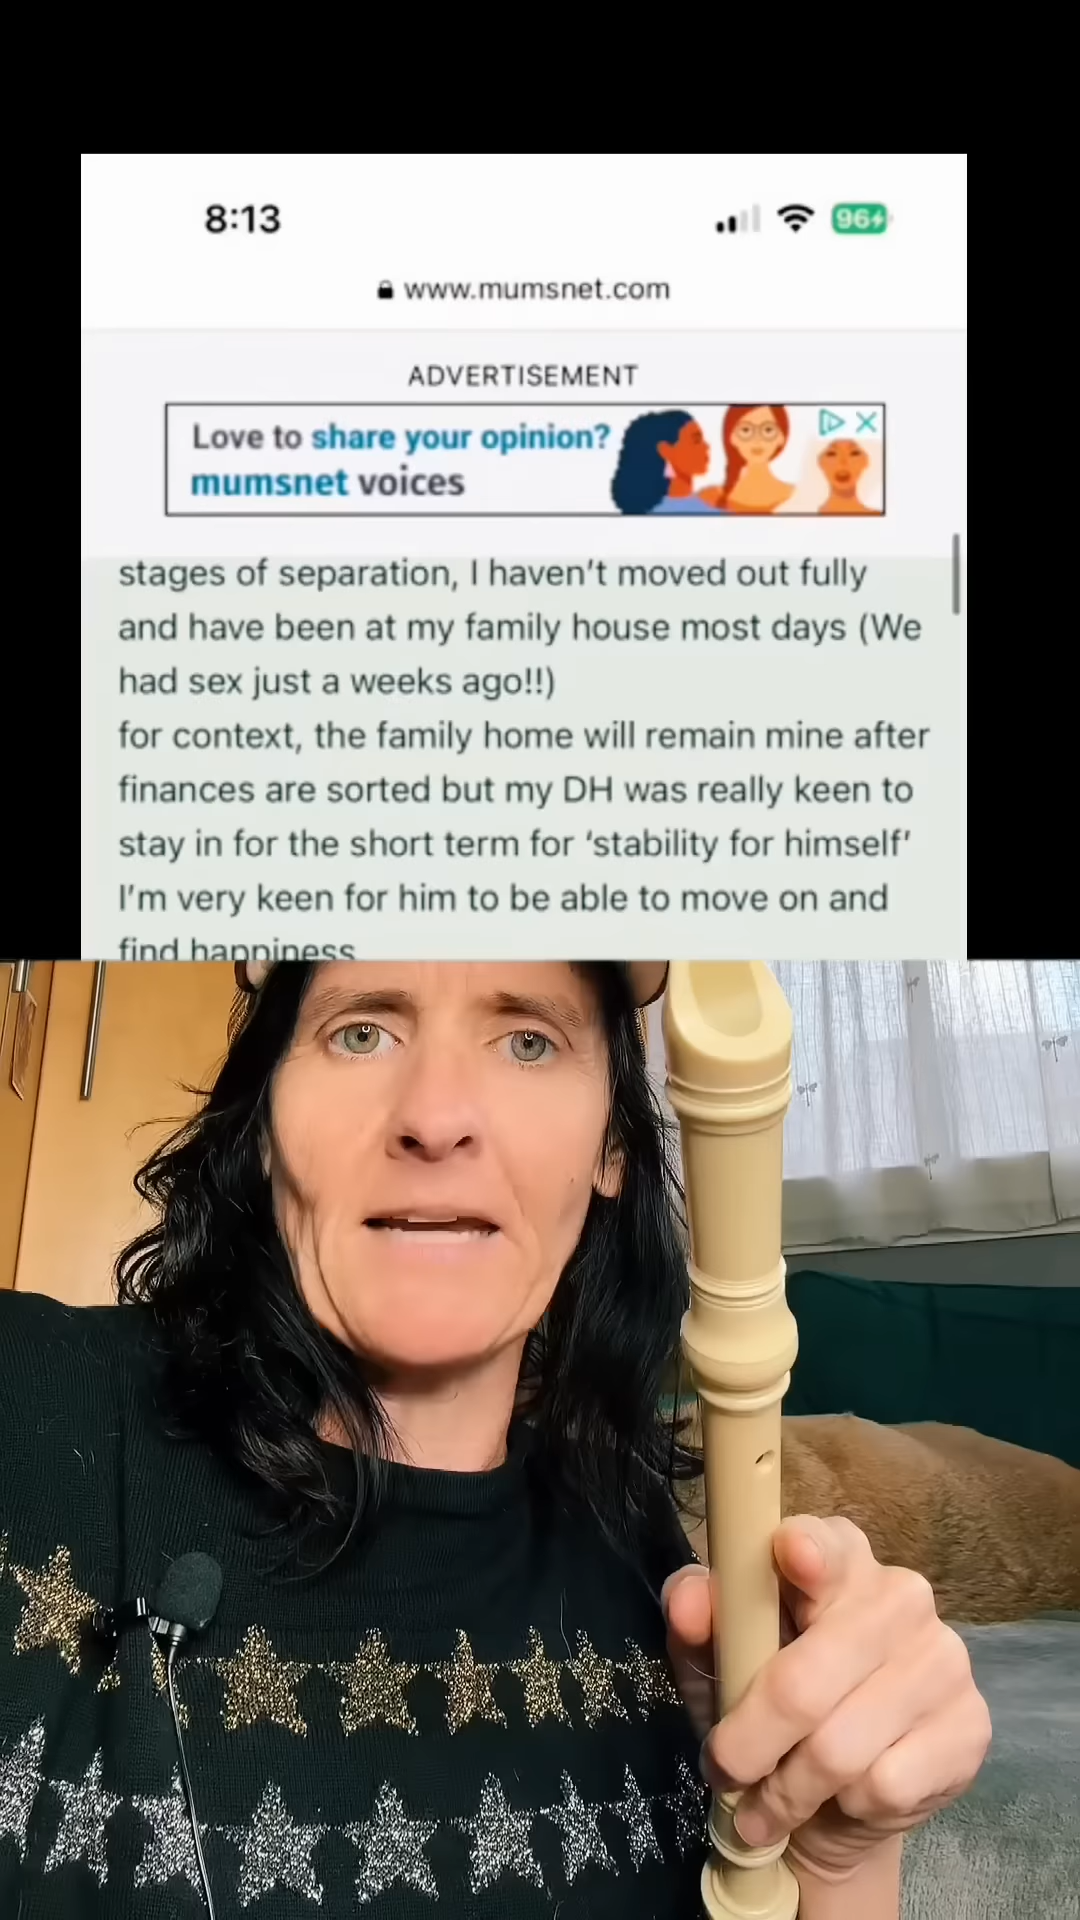 8:13
96
www.mumsnet.com
ADVERTISEMENT
Love to share your opinion?
mumsnet voices
stages of separation, I haven't moved out fully
and have been at my family house most days (We
had sex just a weeks ago!!)
for context, the family home will remain mine after
finances are sorted but my DH was really keen to
stay in for the short term for 'stability for himself'
I'm very keen for him to be able to move on and
find happiness